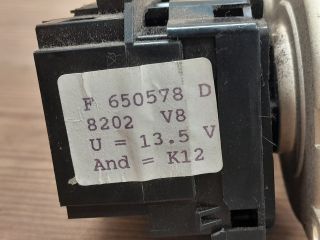 F 650578 D
8202 V8
U = 13.5 V
And = K12